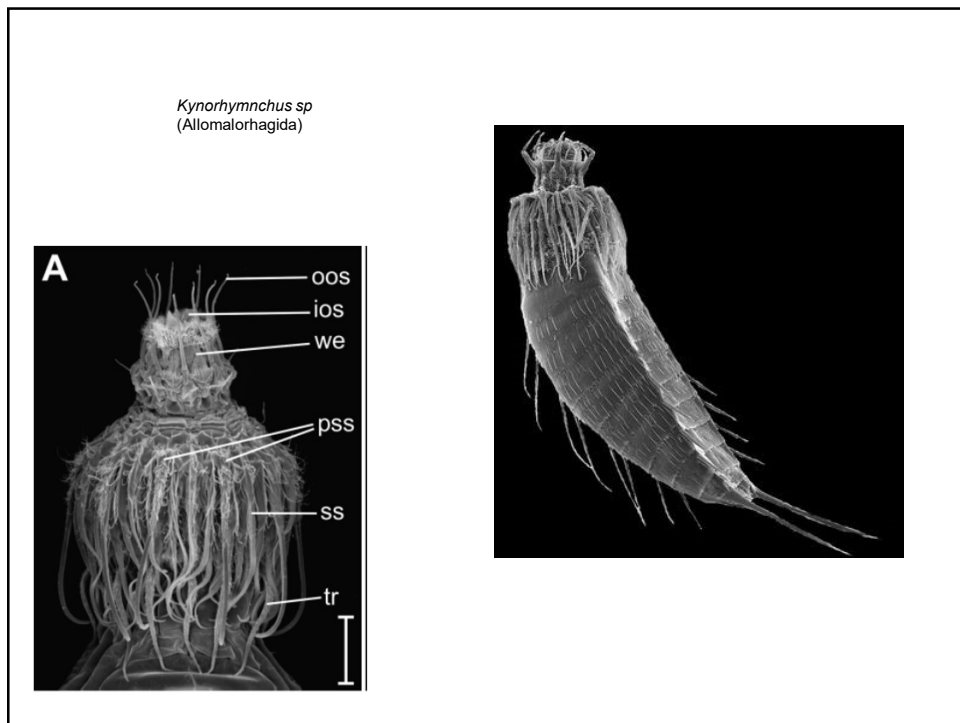 Kynorhymnchus sp
(Allomalorhagida)
A
oos
ios
we
pss
ss
tr